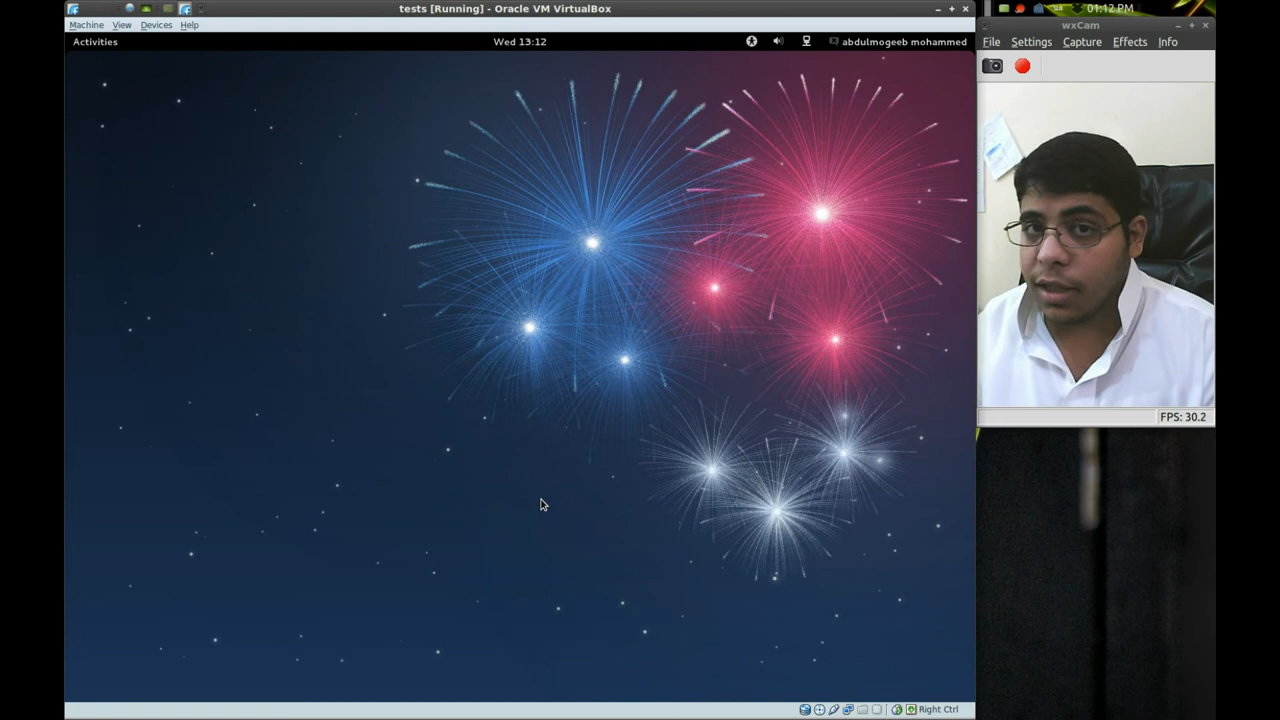 tests [Running] - Oracle VM VirtualBox
Machine View Devices Help
Activities
Wed 13:12
abdulmogeeb mohammed
Right Ctrl
us
01:12 PM
wxCam
File Settings Capture Effects Info
FPS: 30.2